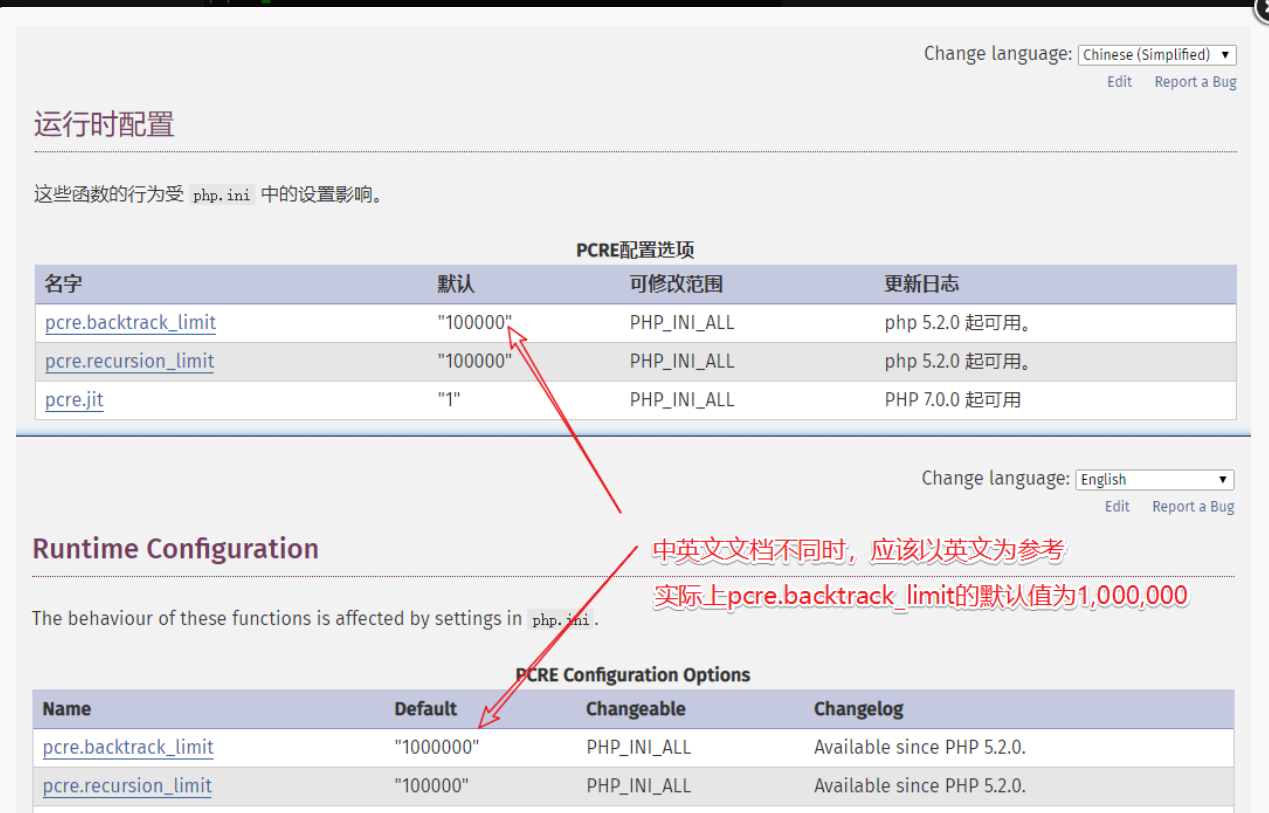 Change language: Chinese (Simplified) ▼
Edit Report a Bug
运行时配置
这些函数的行为受 php.ini 中的设置影响。
PCRE配置选项
名字 默认 可修改范围 更新日志
pcre.backtrack_limit "100000" PHP_INI_ALL php 5.2.0 起可用。
pcre.recursion_limit "100000" PHP_INI_ALL php 5.2.0 起可用。
pcre.jit "1" PHP_INI_ALL PHP 7.0.0 起可用
Change language: English ▼
Edit Report a Bug
Runtime Configuration
中英文文档不同时，应该以英文为参考
实际上pcre.backtrack_limit的默认值为1,000,000
The behaviour of these functions is affected by settings in php.ini.
PCRE Configuration Options
Name Default Changeable Changelog
pcre.backtrack_limit "1000000" PHP_INI_ALL Available since PHP 5.2.0.
pcre.recursion_limit "100000" PHP_INI_ALL Available since PHP 5.2.0.